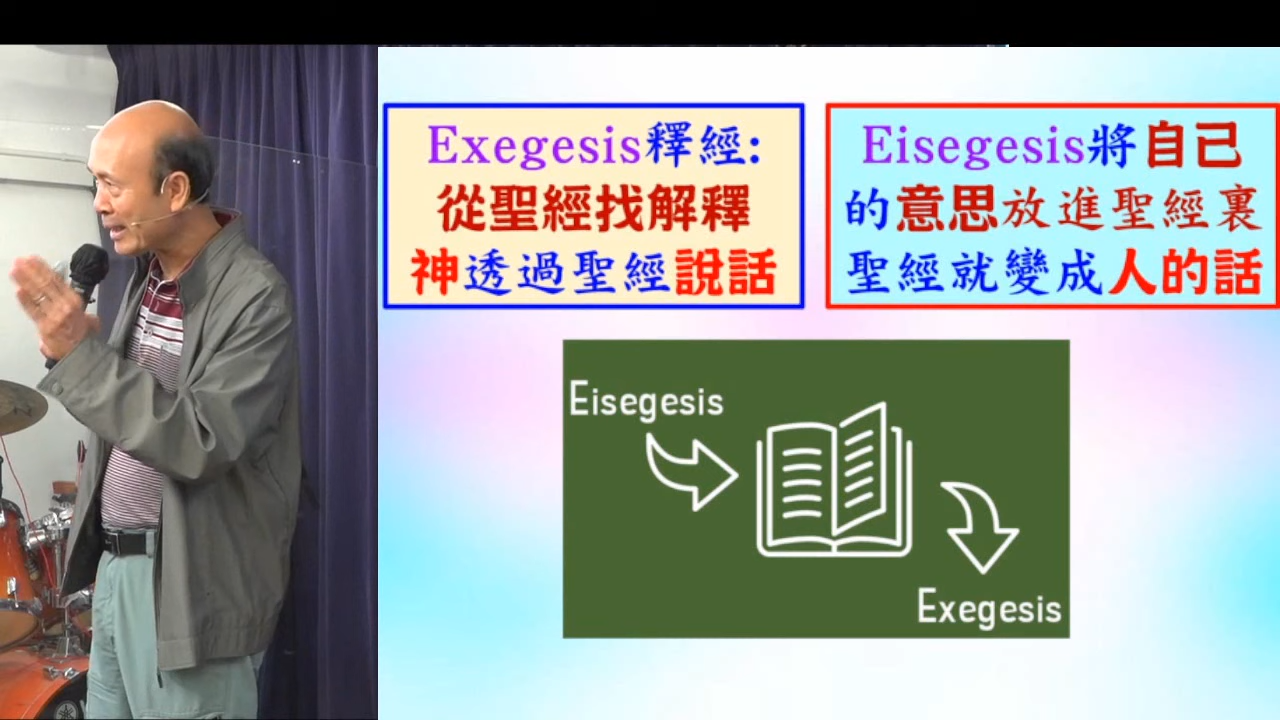 Exegesis釋經:
從聖經找解釋
神透過聖經說話
Eisegesis將自己
的意思放進聖經裏
聖經就變成人的話
Eisegesis
Exegesis